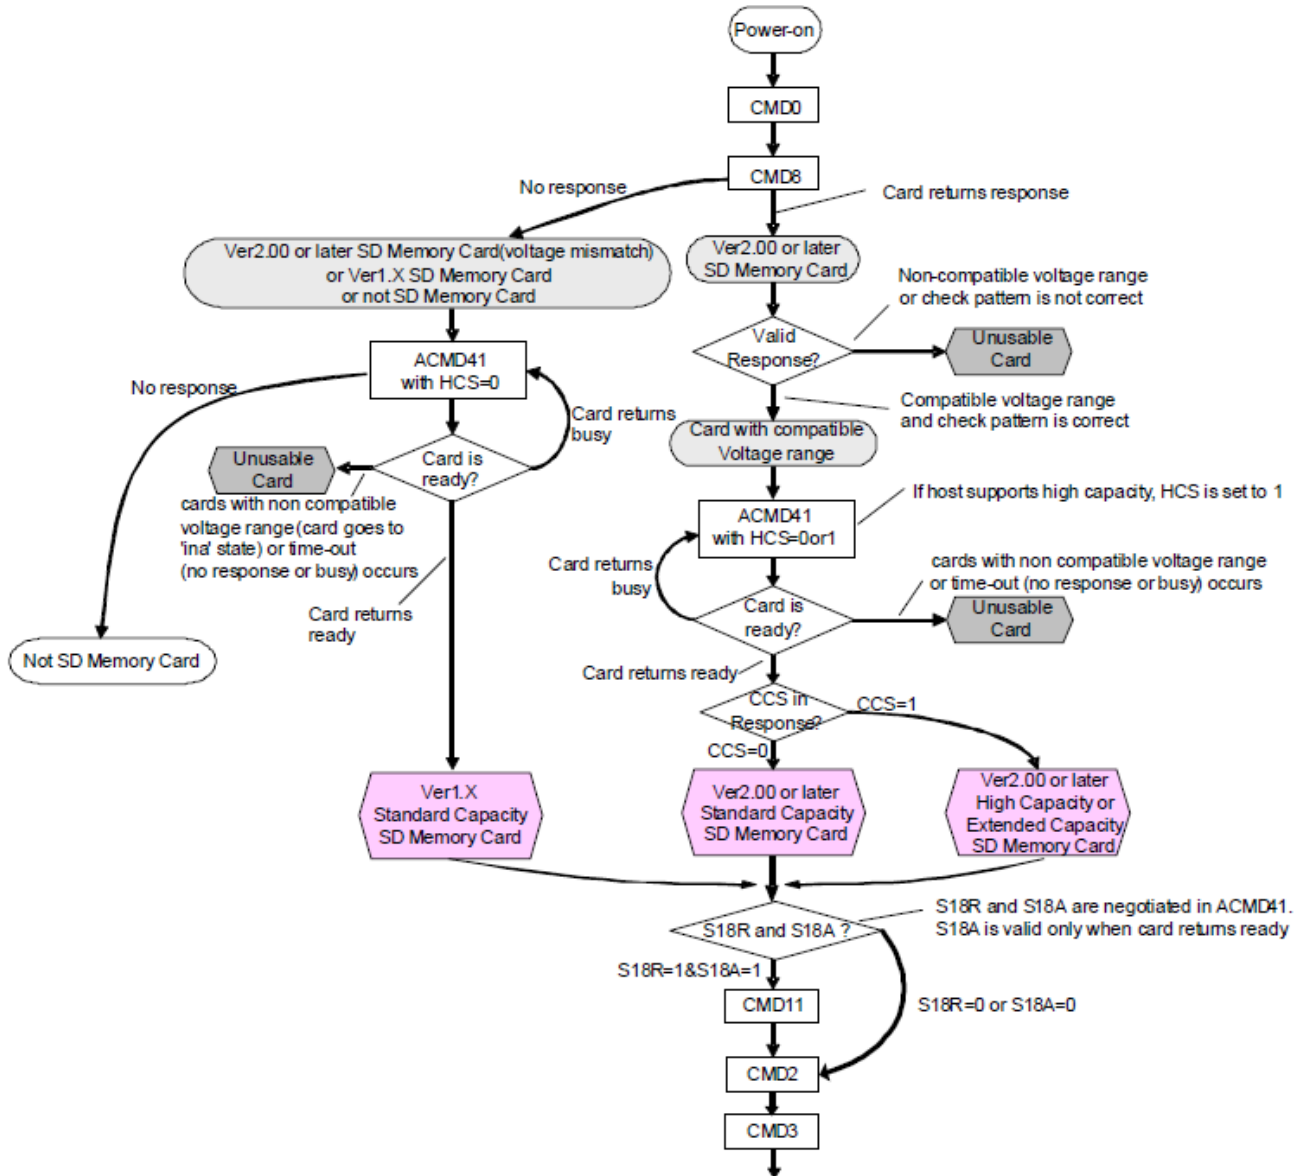 Power-on
CMD0
CMD8
No response
Card returns response
Ver2.00 or later SD Memory Card(voltage mismatch)
or Ver1.X SD Memory Card
or not SD Memory Card
Ver2.00 or later
SD Memory Card
Non-compatible voltage range
or check pattern is not correct
Valid
Response?
Unusable
Card
ACMD41
with HCS=0
No response
Card returns
busy
Compatible voltage range
and check pattern is correct
Card with compatible
Voltage range
Unusable
Card
Card is
ready?
cards with non compatible
voltage range (card goes to
'ina' state) or time-out
(no response or busy) occurs
If host supports high capacity, HCS is set to 1
ACMD41
with HCS=0or1
Card returns
busy
cards with non compatible voltage range
or time-out (no response or busy) occurs
Card is
ready?
Unusable
Card
Card returns
ready
Not SD Memory Card
Card returns ready
CCS in
Response?
CCS=1
CCS=0
Ver1.X
Standard Capacity
SD Memory Card
Ver2.00 or later
Standard Capacity
SD Memory Card
Ver2.00 or later
High Capacity or
Extended Capacity
SD Memory Card
S18R and S18A ?
S18R and S18A are negotiated in ACMD41.
S18A is valid only when card returns ready
S18R=1&S18A=1
S18R=0 or S18A=0
CMD11
CMD2
CMD3